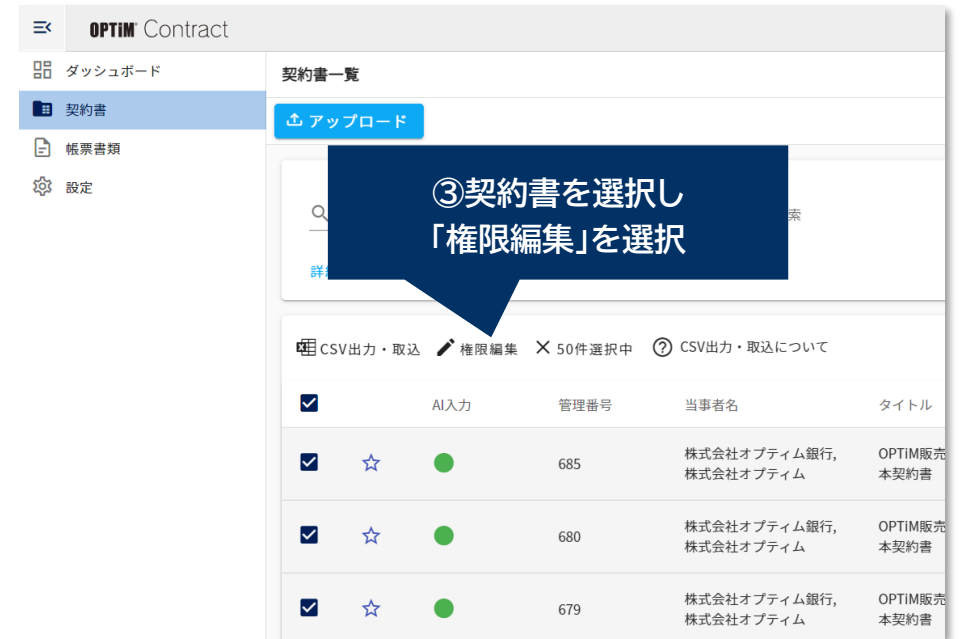 OPTiM Contract
ダッシュボード
契約書
帳票書類
設定
契約書一覧
アップロード
③契約書を選択し
「権限編集」を選択
索
詳
CSV出力・取込 権限編集 50件選択中 CSV出力・取込について
AI入力 管理番号 当事者名 タイトル
685 株式会社オプティム銀行, OPTiM販売
株式会社オプティム 本契約書
680 株式会社オプティム銀行, OPTiM販売
株式会社オプティム 本契約書
679 株式会社オプティム銀行, OPTiM販売
株式会社オプティム 本契約書